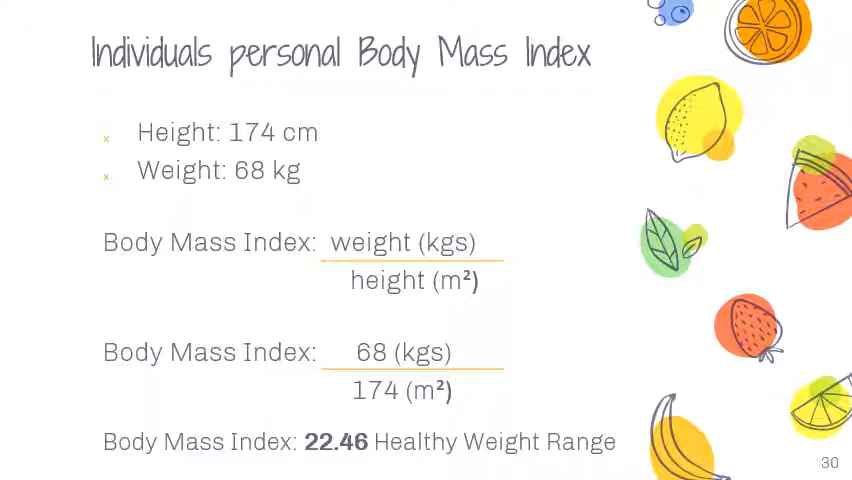 Individuals personal Body Mass Index
x Height: 174 cm
x Weight: 68 kg
Body Mass Index: weight (kgs)
height (m²)
Body Mass Index: 68 (kgs)
174 (m²)
Body Mass Index: 22.46 Healthy Weight Range
30